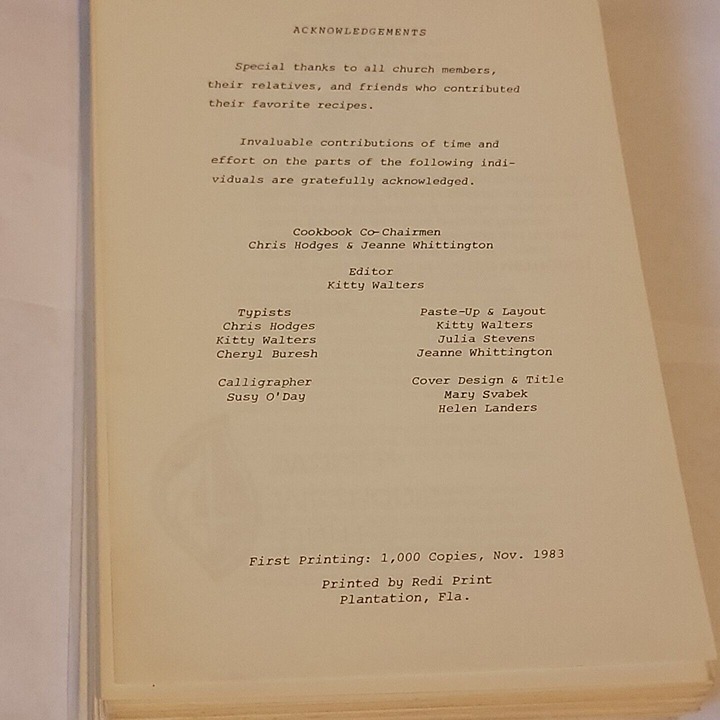 ACKNOWLEDGEMENTS
Special thanks to all church members,
their relatives, and friends who contributed
their favorite recipes.
Invaluable contributions of time and
effort on the parts of the following indi-
viduals are gratefully acknowledged.
Cookbook Co-Chairmen
Chris Hodges & Jeanne Whittington
Editor
Kitty Walters
Typists
Chris Hodges
Kitty Walters
Cheryl Buresh
Paste-Up & Layout
Kitty Walters
Julia Stevens
Jeanne Whittington
Calligrapher
Susy O'Day
Cover Design & Title
Mary Svabek
Helen Landers
First Printing: 1,000 Copies, Nov. 1983
Printed by Redi Print
Plantation, Fla.